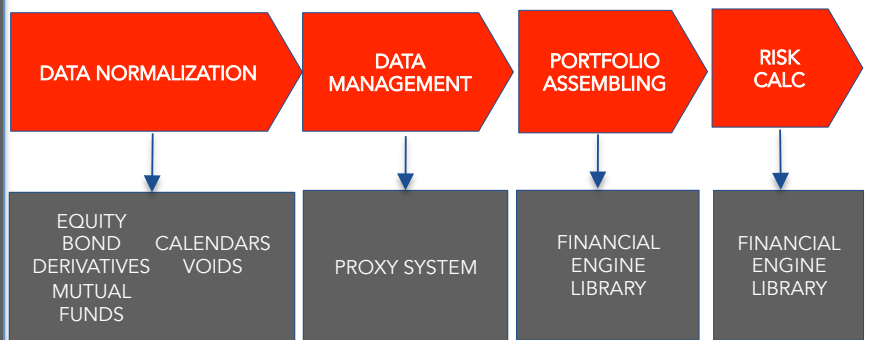 DATA NORMALIZATION
DATA
MANAGEMENT
PORTFOLIO
ASSEMBLING
RISK
CALC
EQUITY
BOND
DERIVATIVES
MUTUAL
FUNDS
CALENDARS
VOIDS
PROXY SYSTEM
FINANCIAL
ENGINE
LIBRARY
FINANCIAL
ENGINE
LIBRARY